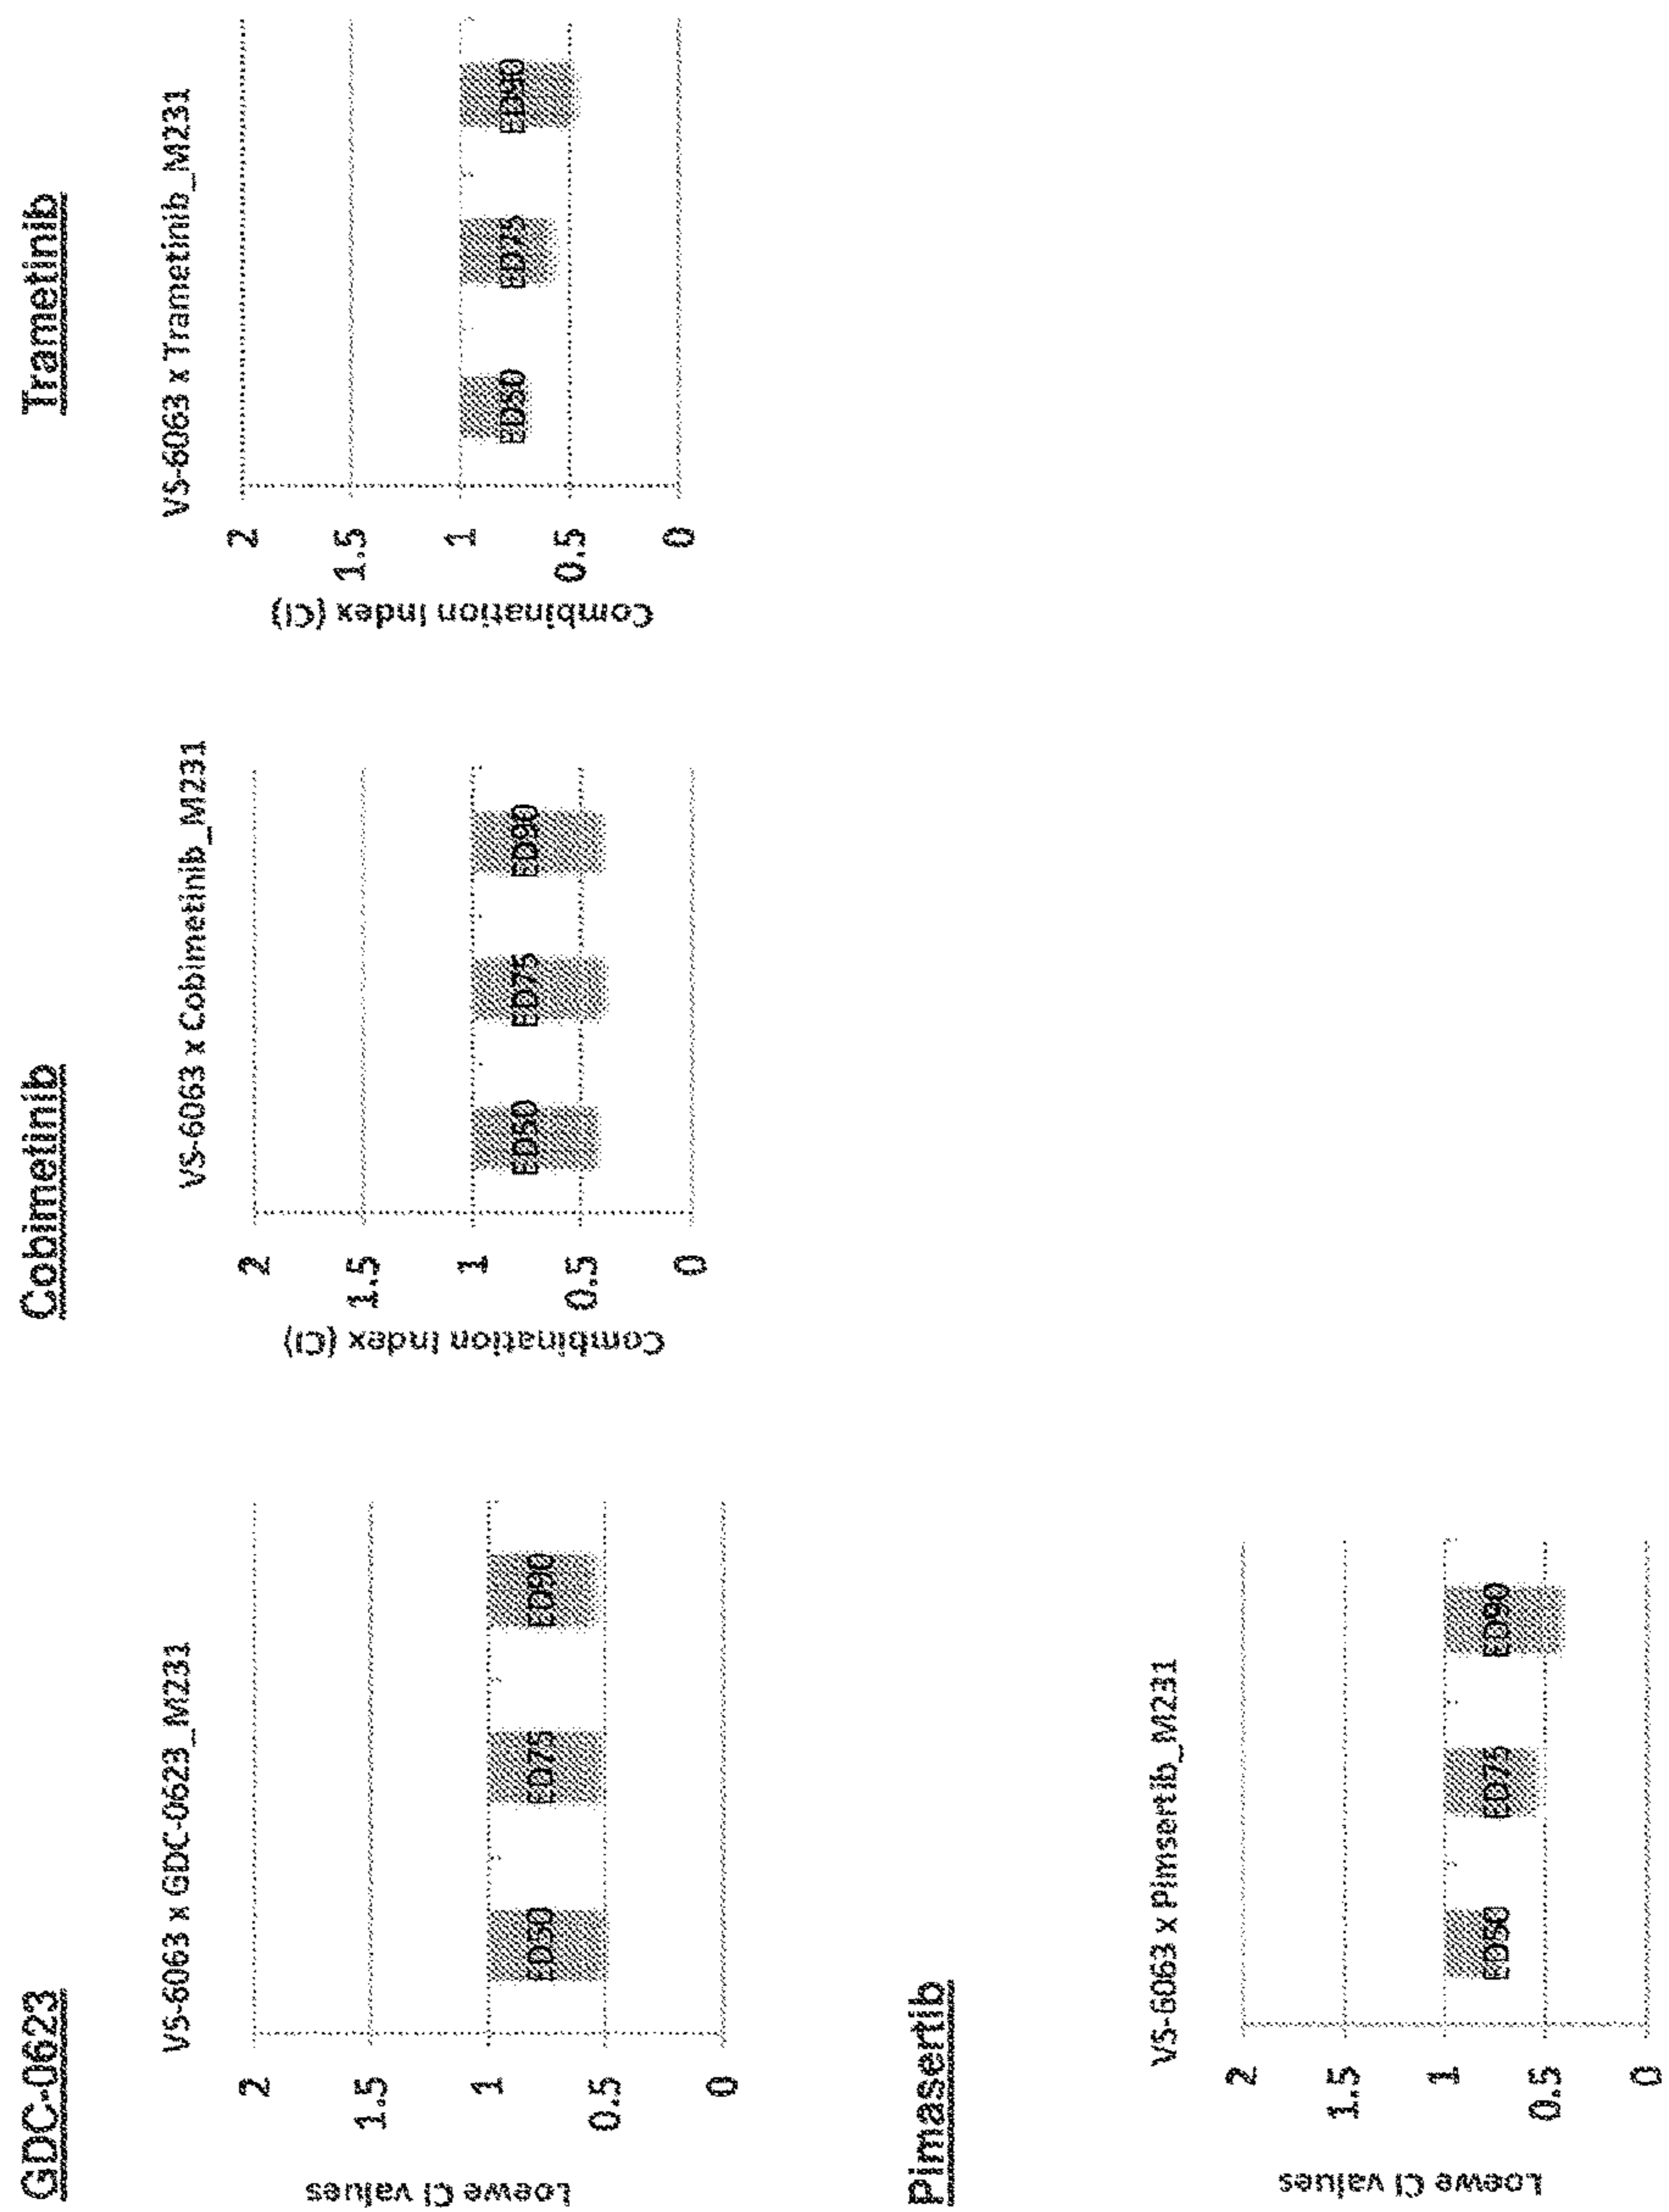 GDC-0623
VS-6063 x GDC-0623_M231
Loewe CI values
2
1.5
1
0.5
0
ED50
ED75
ED90
Cobimetinib
VS-6063 x Cobimetinib_M231
Combination Index (CI)
2
1.5
1
0.5
0
ED50
ED75
ED90
Trametinib
VS-6063 x Trametinib_M231
Combination Index (CI)
2
1.5
1
0.5
0
ED50
ED75
ED90
Pimasertib
VS-6063 x Pimsertib_M231
Loewe CI values
2
1.5
1
0.5
0
ED50
ED75
ED90